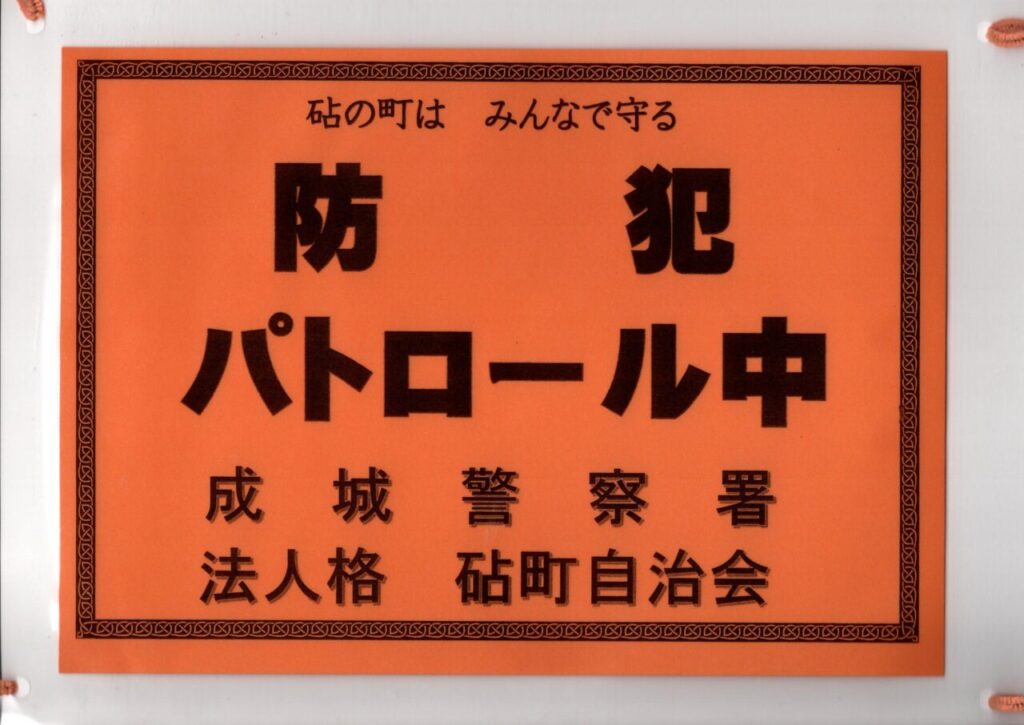 砧の町は　みんなで守る
防　犯
パトロール中
成城警察署
法人格　砧町自治会